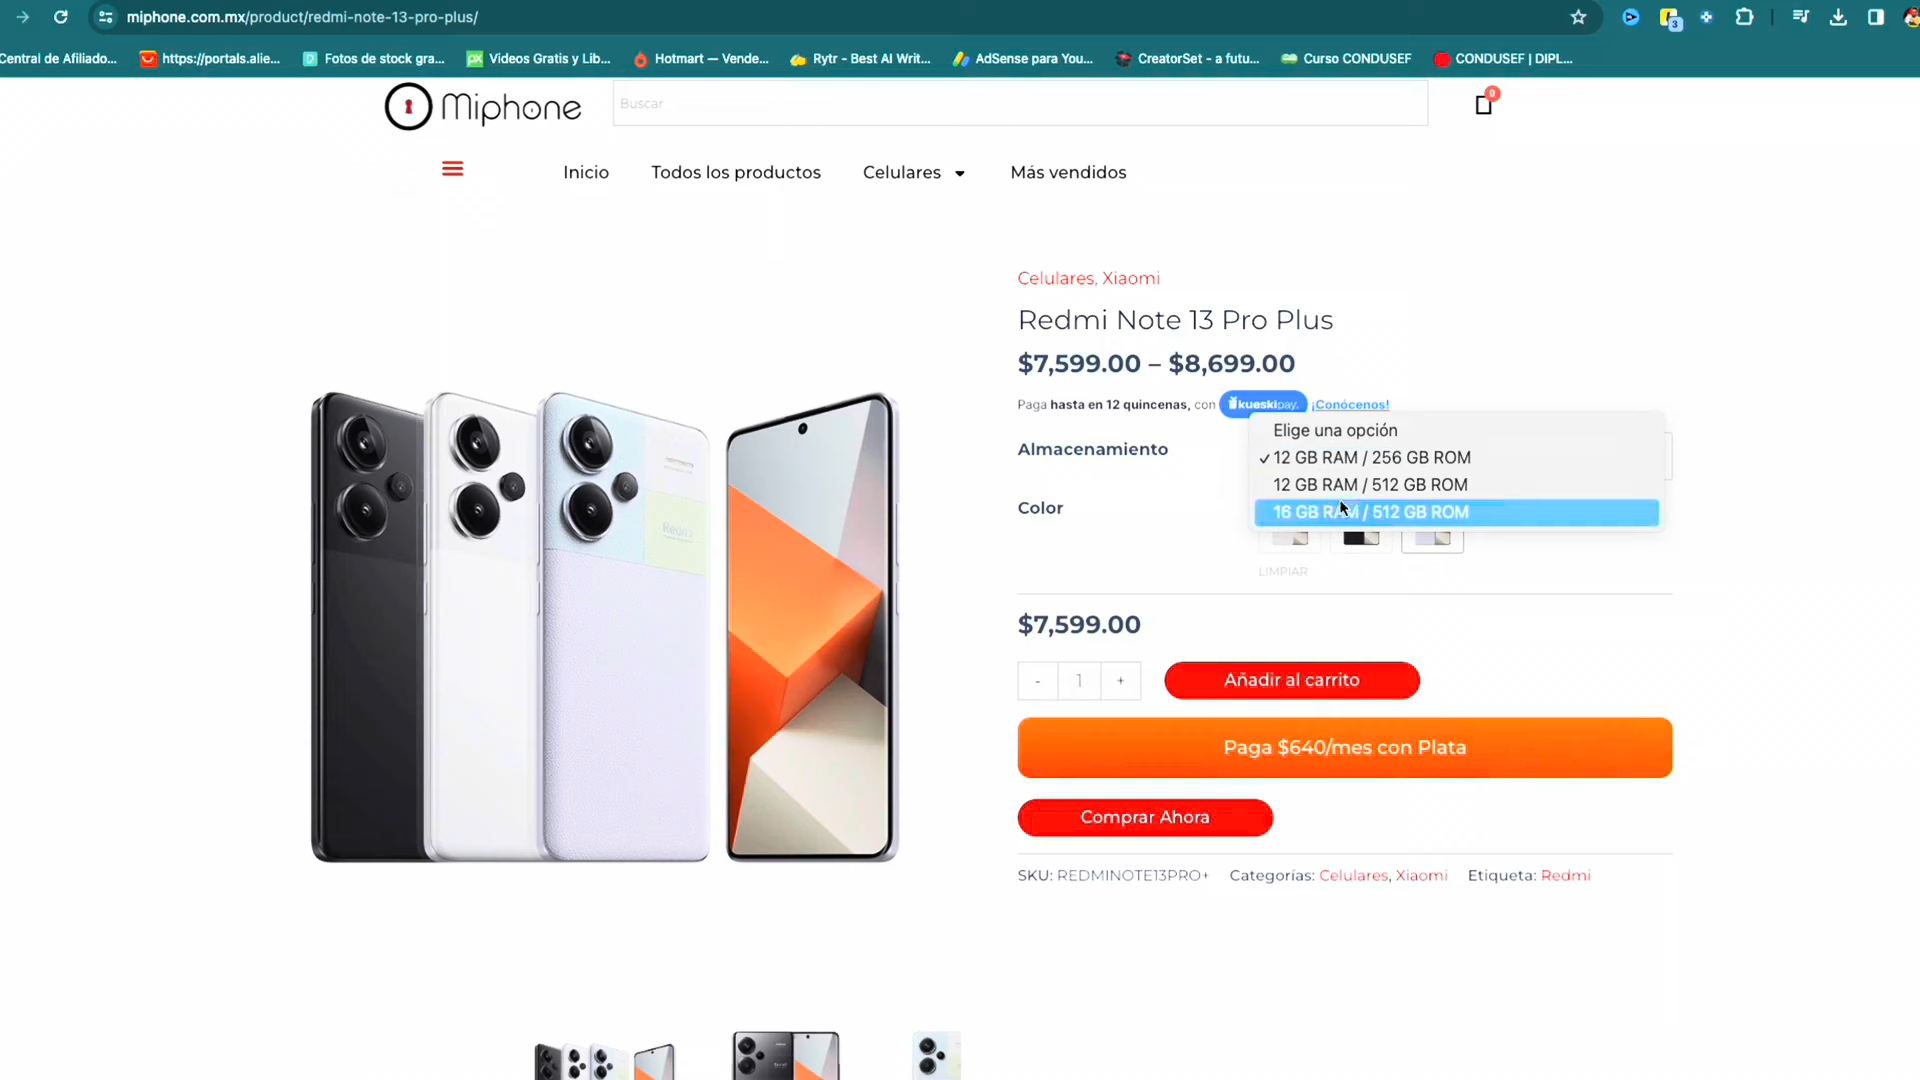 miphone.com.mx/product/redmi-note-13-pro-plus/
3
Central de Afiliado...
https://portals.alie...
Fotos de stock gra...
Videos Gratis y Lib...
Hotmart — Vende...
Rytr - Best AI Writ...
AdSense para You...
CreatorSet - a futu...
Curso CONDUSEF
CONDUSEF | DIPL...
Miphone
Buscar
0
Inicio
Todos los productos
Celulares
Más vendidos
Celulares, Xiaomi
Redmi Note 13 Pro Plus
$7,599.00 – $8,699.00
Paga hasta en 12 quincenas, con kueskipay. ¡Conócenos!
Almacenamiento
Elige una opción
✓ 12 GB RAM / 256 GB ROM
12 GB RAM / 512 GB ROM
16 GB RAM / 512 GB ROM
Color
LIMPIAR
$7,599.00
- 1 +
Añadir al carrito
Paga $640/mes con Plata
Comprar Ahora
SKU: REDMINOTE13PRO+ Categorías: Celulares, Xiaomi Etiqueta: Redmi